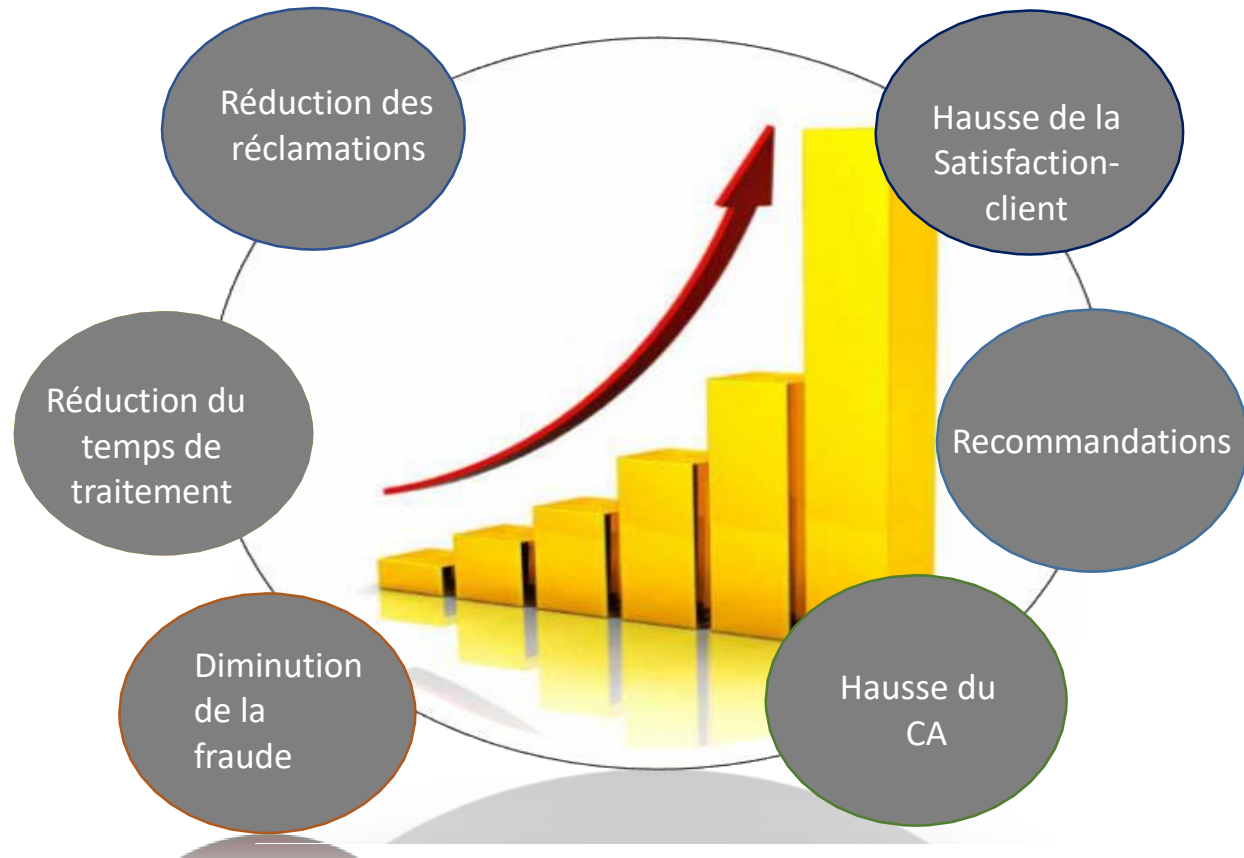 Réduction des
réclamations
Hausse de la
Satisfaction-
client
Réduction du
temps de
traitement
Recommandations
Diminution
de la
fraude
Hausse du
CA